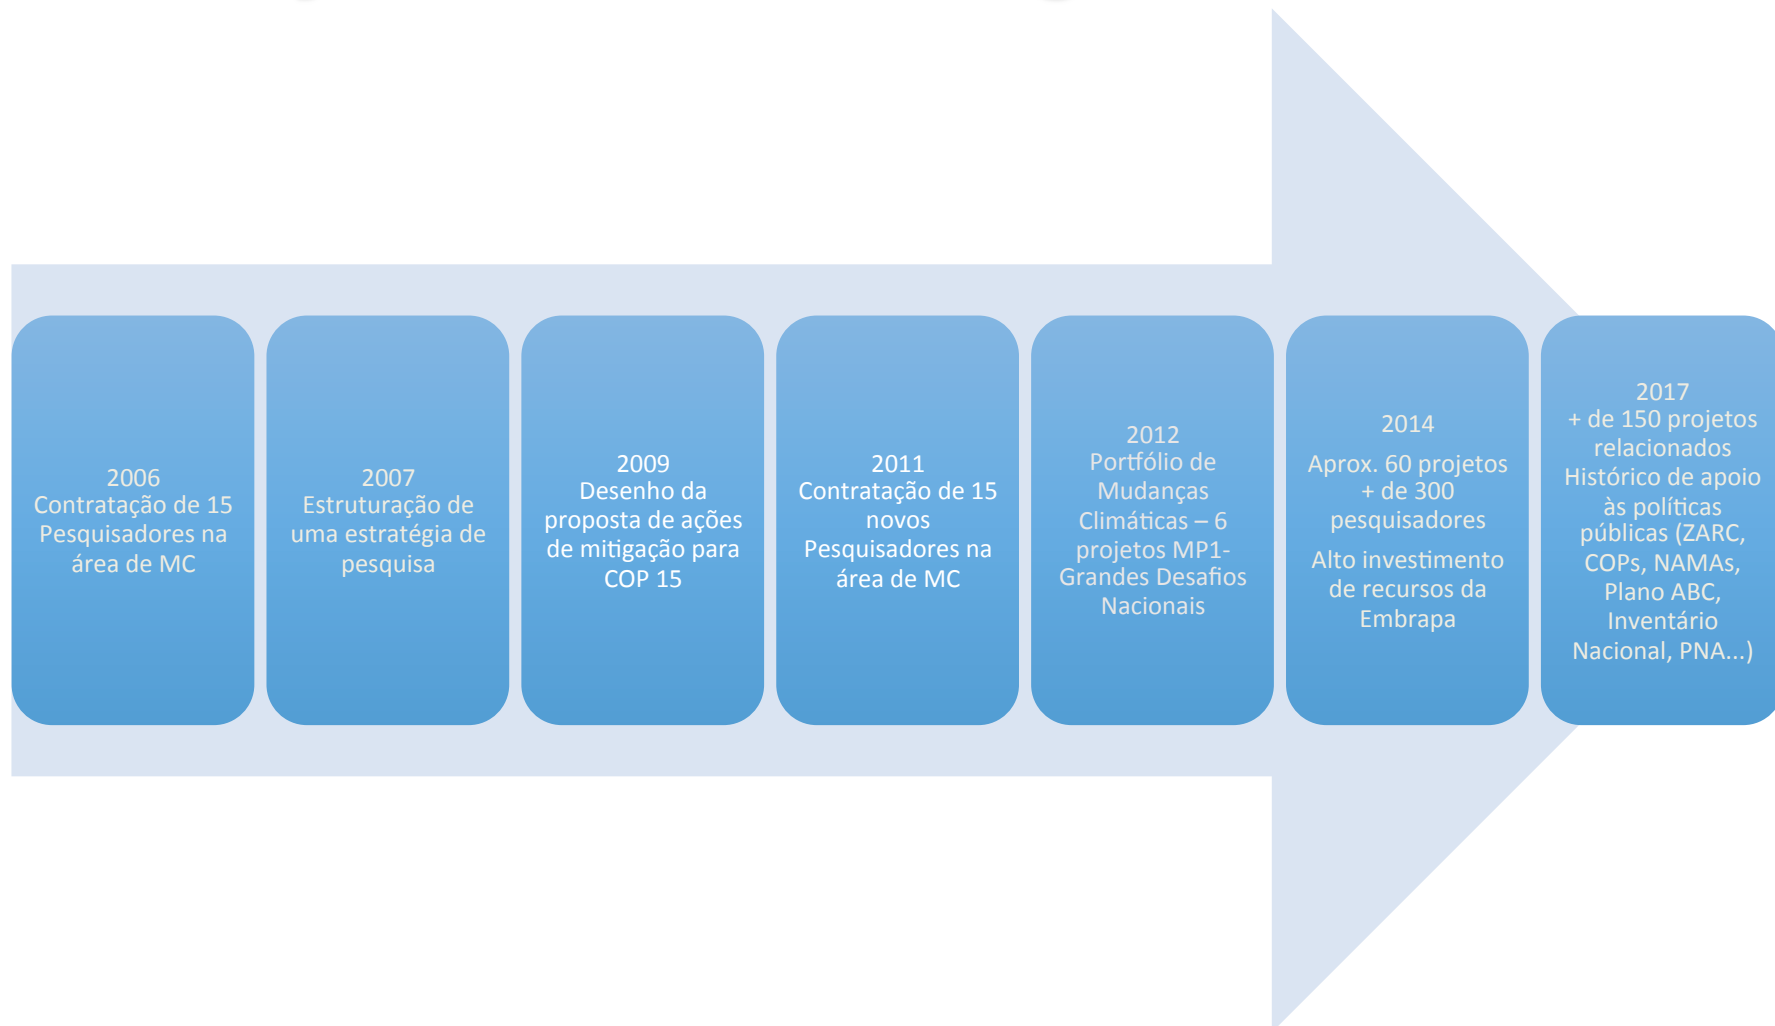 2006
Contratação de 15
Pesquisadores na
área de MC
2007
Estruturação de
uma estratégia de
pesquisa
2009
Desenho da
proposta de ações
de mitigação para
COP 15
2011
Contratação de 15
novos
Pesquisadores na
área de MC
2012
Portfólio de
Mudanças
Climáticas – 6
projetos MP1-
Grandes Desafios
Nacionais
2014
Aprox. 60 projetos
+ de 300
pesquisadores
Alto investimento
de recursos da
Embrapa
2017
+ de 150 projetos
relacionados
Histórico de apoio
às políticas
públicas (ZARC,
COPs, NAMAs,
Plano ABC,
Inventário
Nacional, PNA...)